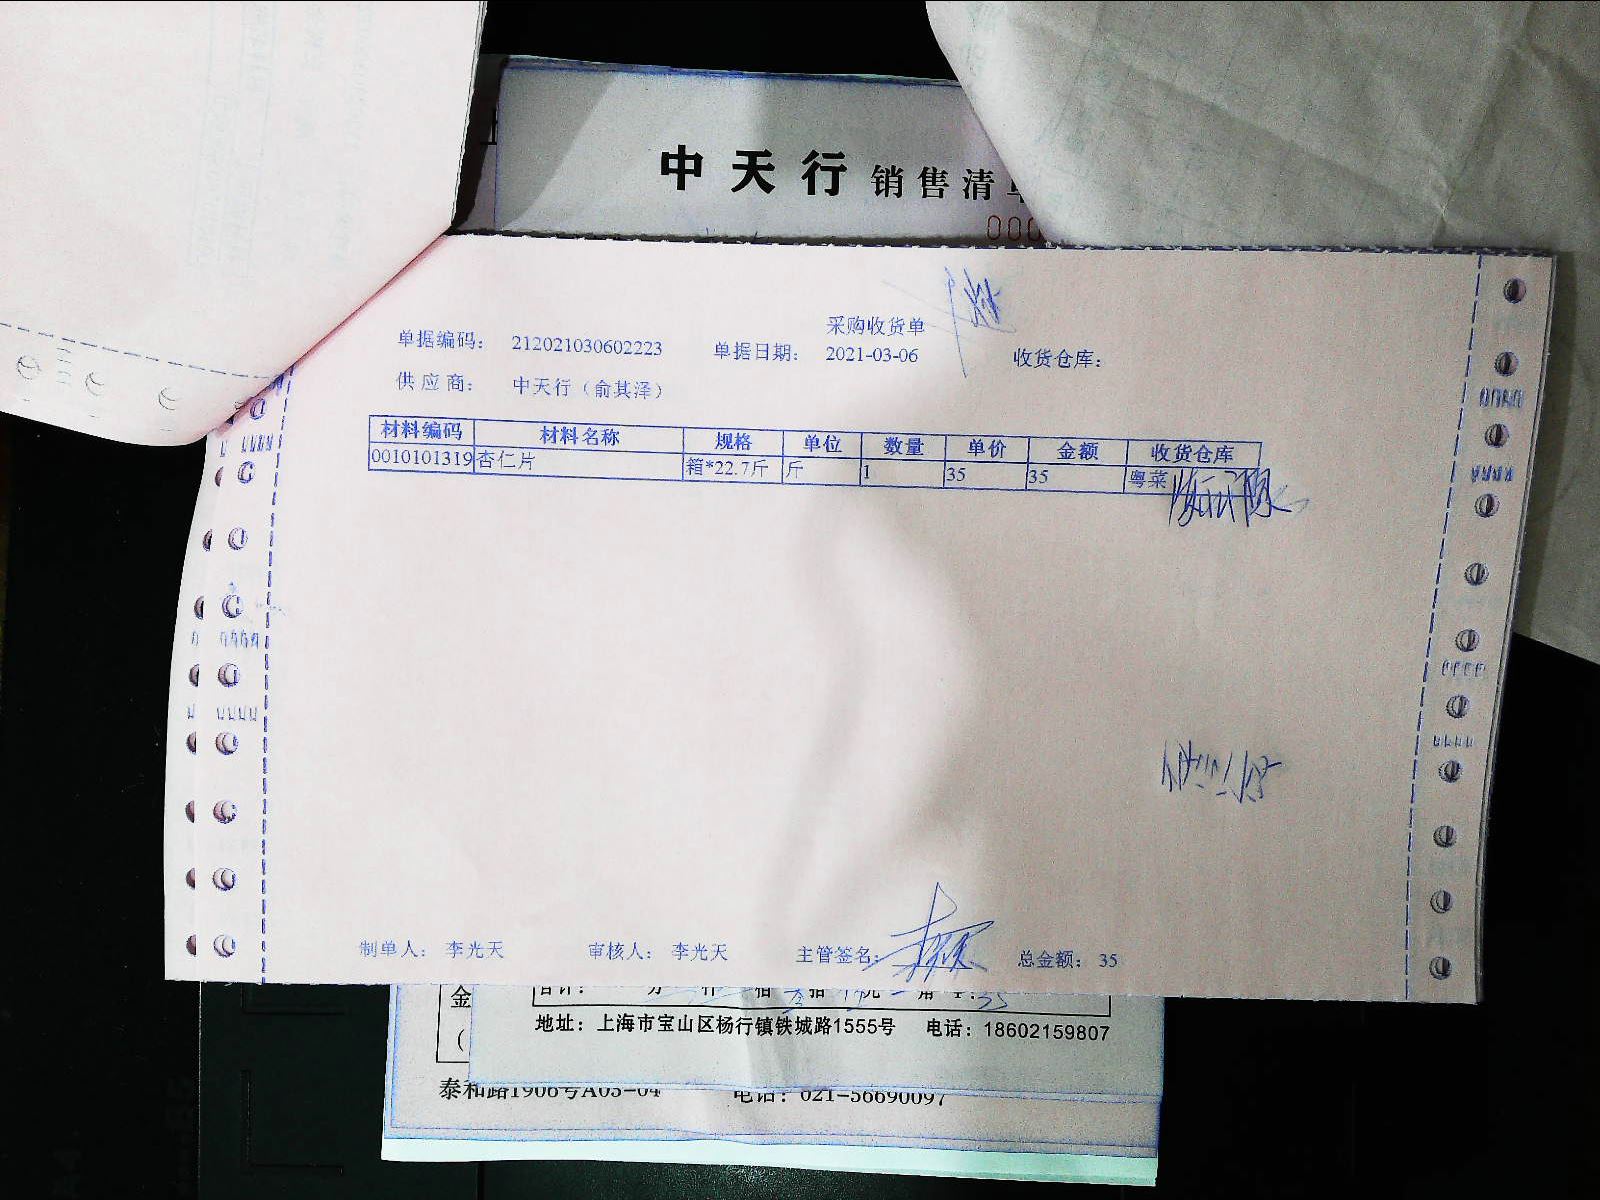 中天行 销售清单
000
采购收货单
单据编码： 212021030602223 单据日期： 2021-03-06 收货仓库：
供应商： 中天行（俞其泽）
材料编码 材料名称 规格 单位 数量 单价 金额 收货仓库
0010101319 杏仁片 箱*22.7斤 斤 1 35 35 粤菜
制单人： 李光天 审核人： 李光天 主管签名： 总金额： 35
金
地址：上海市宝山区杨行镇铁城路1555号 电话：18602159807
泰和路1906号A03-04 电话：021-56690097